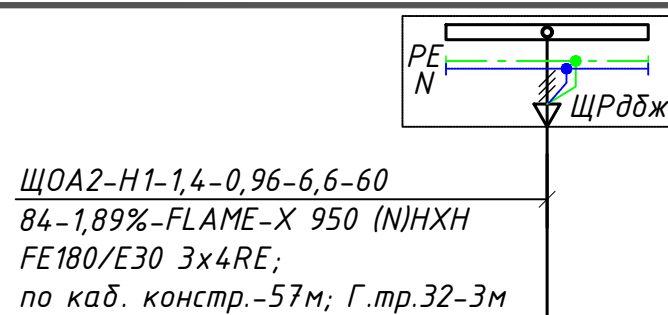 PE
N
ЩРдбж
ЩОА2-Н1-1,4-0,96-6,6-60
84-1,89%-FLAME-X 950 (N)HXH
FE180/E30 3x4RE;
по каб. констр.-57м; Г.тр.32-3м